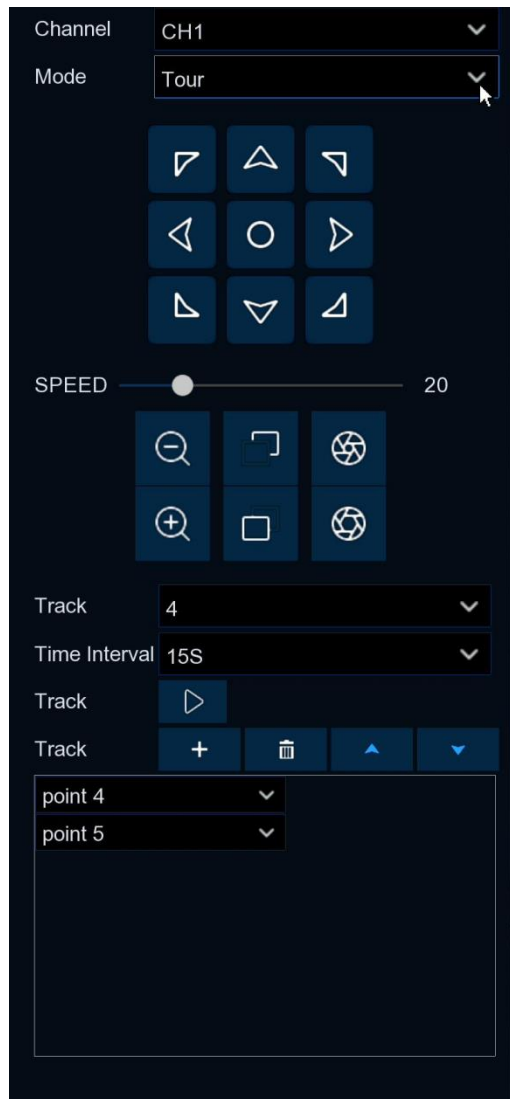 Channel CH1
Mode Tour
SPEED 20
Track 4
Time Interval 15S
Track
Track
point 4
point 5